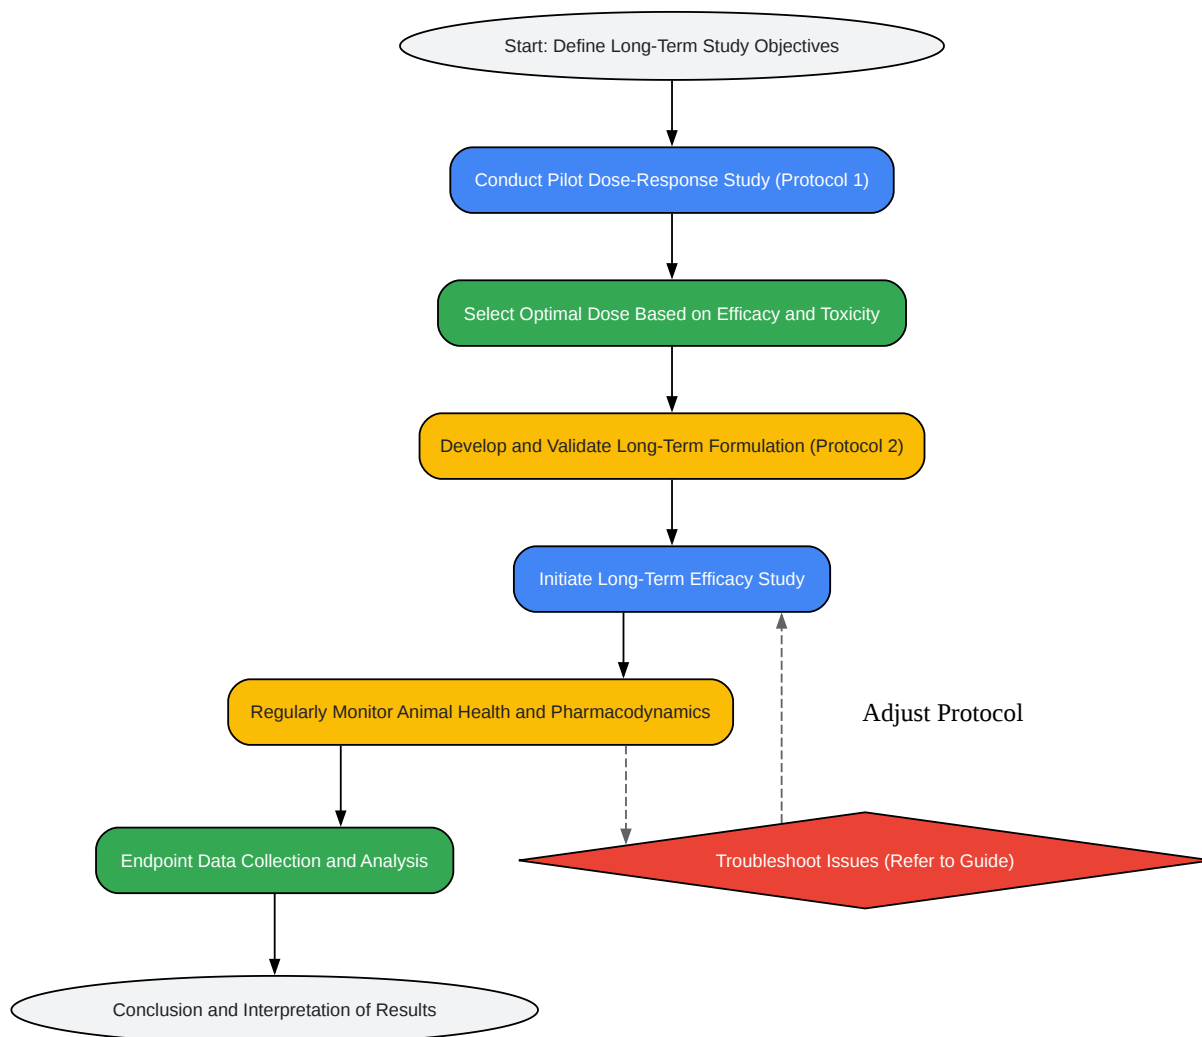 Start: Define Long-Term Study Objectives
Conduct Pilot Dose-Response Study (Protocol 1)
Select Optimal Dose Based on Efficacy and Toxicity
Develop and Validate Long-Term Formulation (Protocol 2)
Initiate Long-Term Efficacy Study
Regularly Monitor Animal Health and Pharmacodynamics
Adjust Protocol
Endpoint Data Collection and Analysis
Troubleshoot Issues (Refer to Guide)
Conclusion and Interpretation of Results